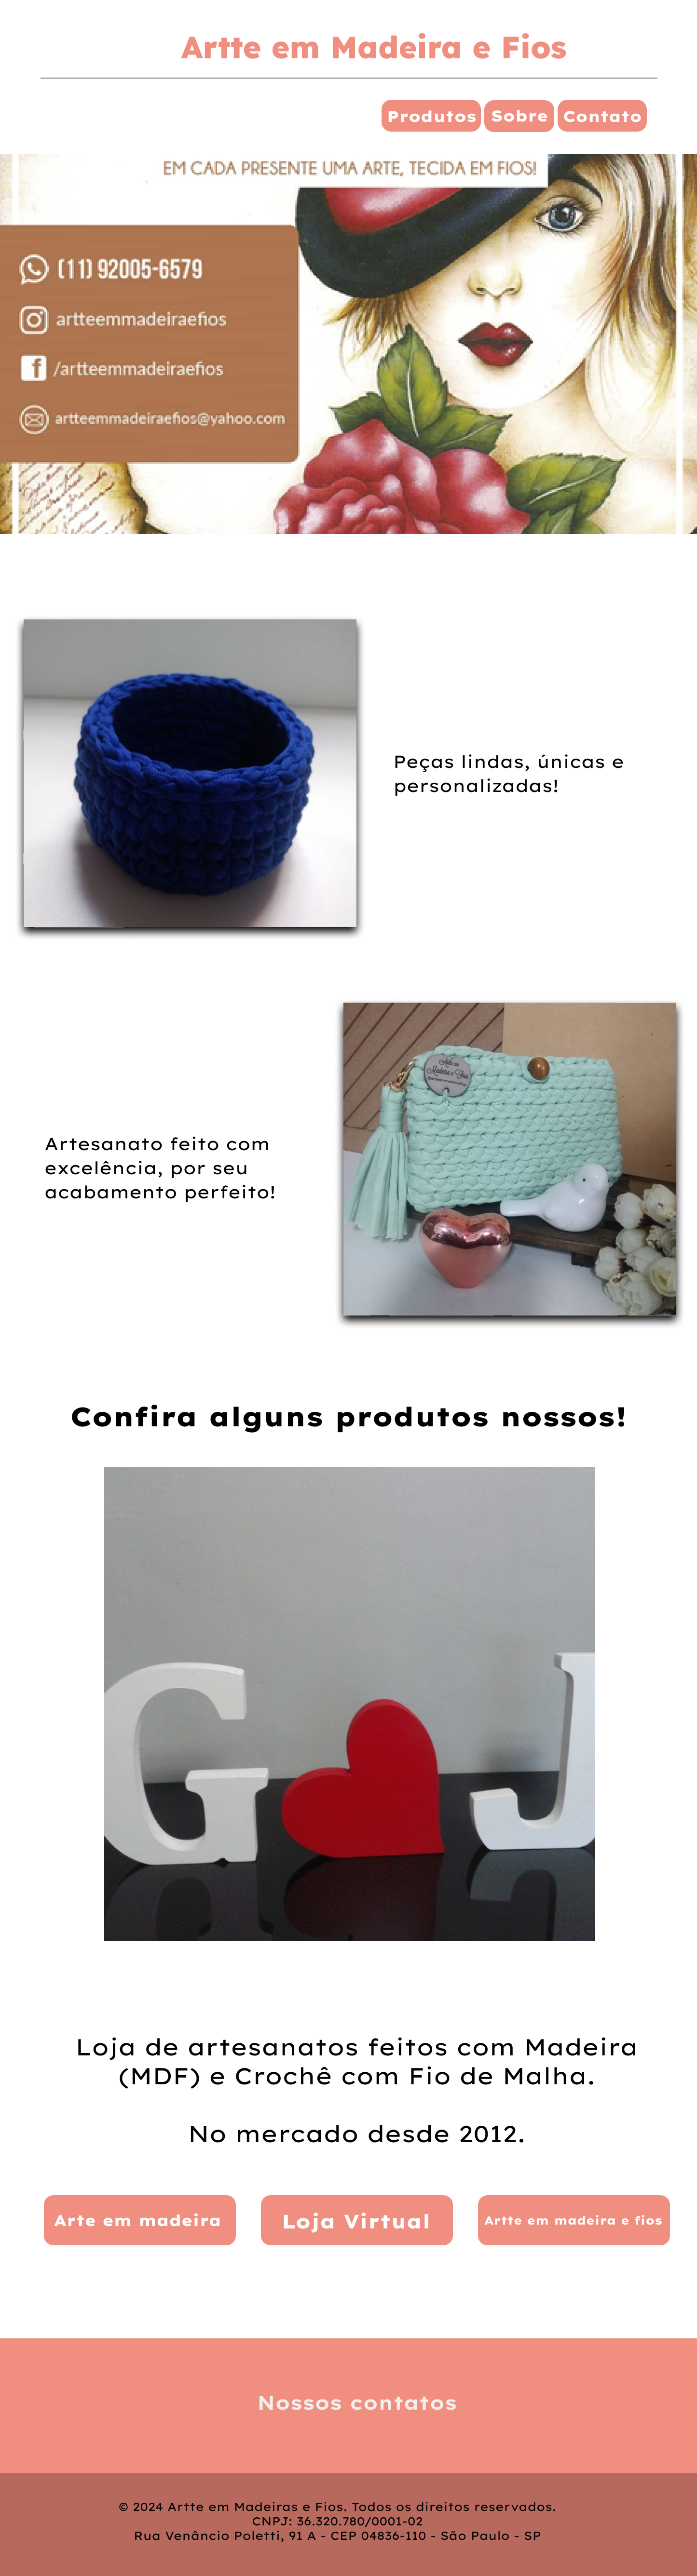 Artte em Madeira e Fios
Produtos Sobre Contato
EM CADA PRESENTE UMA ARTE, TECIDA EM FIOS!
(11) 92005-6579
artteemmadeiraefios
/artteemmadeiraefios
artteemmadeiraefios@yahoo.com
Peças lindas, únicas e
personalizadas!
Artte em
Madeira e Fios
Artesanato feito com
excelência, por seu
acabamento perfeito!
Confira alguns produtos nossos!
G J
Loja de artesanatos feitos com Madeira
(MDF) e Crochê com Fio de Malha.
No mercado desde 2012.
Arte em madeira
Loja Virtual
Artte em madeira e fios
Nossos contatos
© 2024 Artte em Madeiras e Fios. Todos os direitos reservados.
CNPJ: 36.320.780/0001-02
Rua Venâncio Poletti, 91 A - CEP 04836-110 - São Paulo - SP